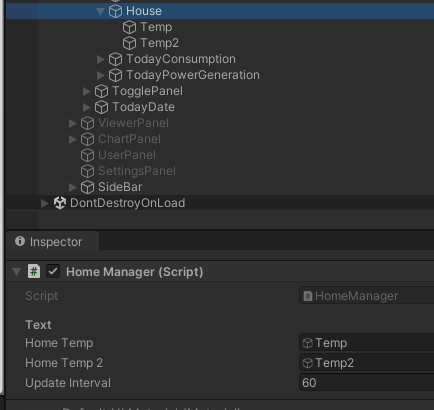 House
Temp
Temp2
TodayConsumption
TodayPowerGeneration
TogglePanel
TodayDate
ViewerPanel
ChartPanel
UserPanel
SettingsPanel
SideBar
DontDestroyOnLoad
Inspector
# Home Manager (Script)
Script HomeManager
Text
Home Temp Temp
Home Temp 2 Temp2
Update Interval 60